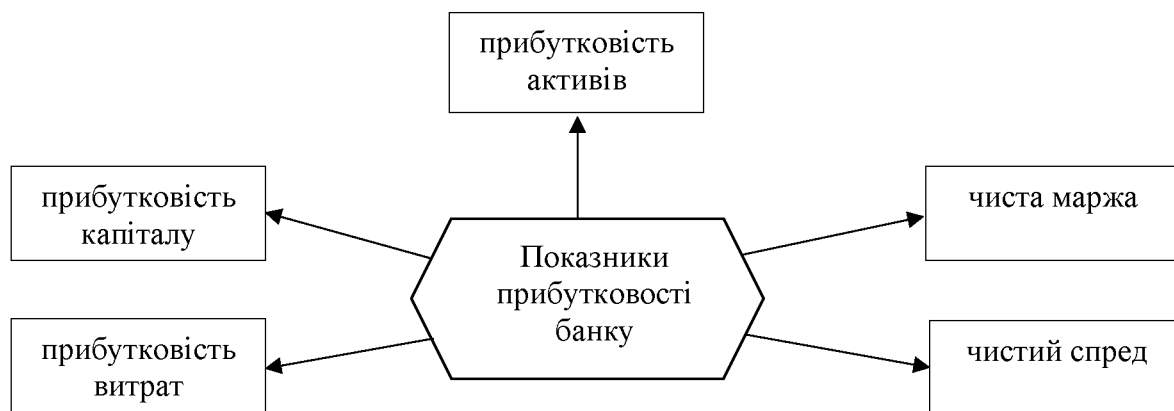 прибутковість
активів
прибутковість
капіталу
чиста маржа
Показники
прибутковості
банку
прибутковість
витрат
чистий спред